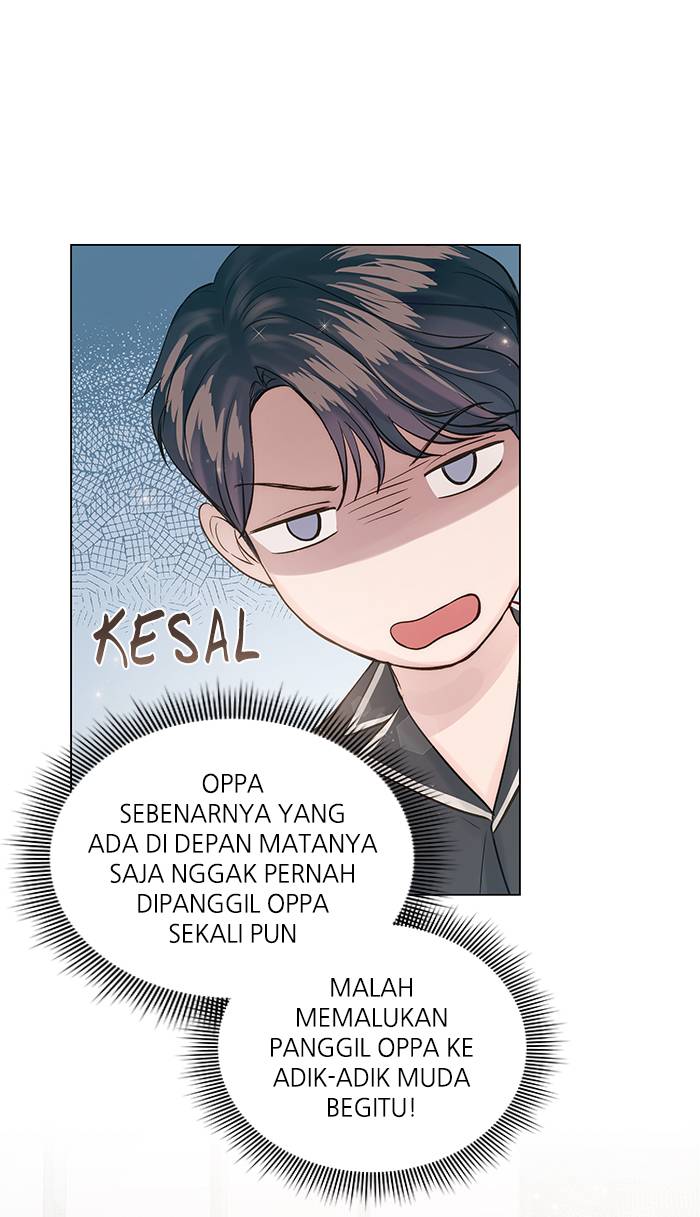 KESAL
OPPA
SEBENARNYA YANG
ADA DI DEPAN MATANYA
SAJA NGGAK PERNAH
DIPANGGIL OPPA
SEKALI PUN
MALAH
MEMALUKAN
PANGGIL OPPA KE
ADIK-ADIK MUDA
BEGITU!